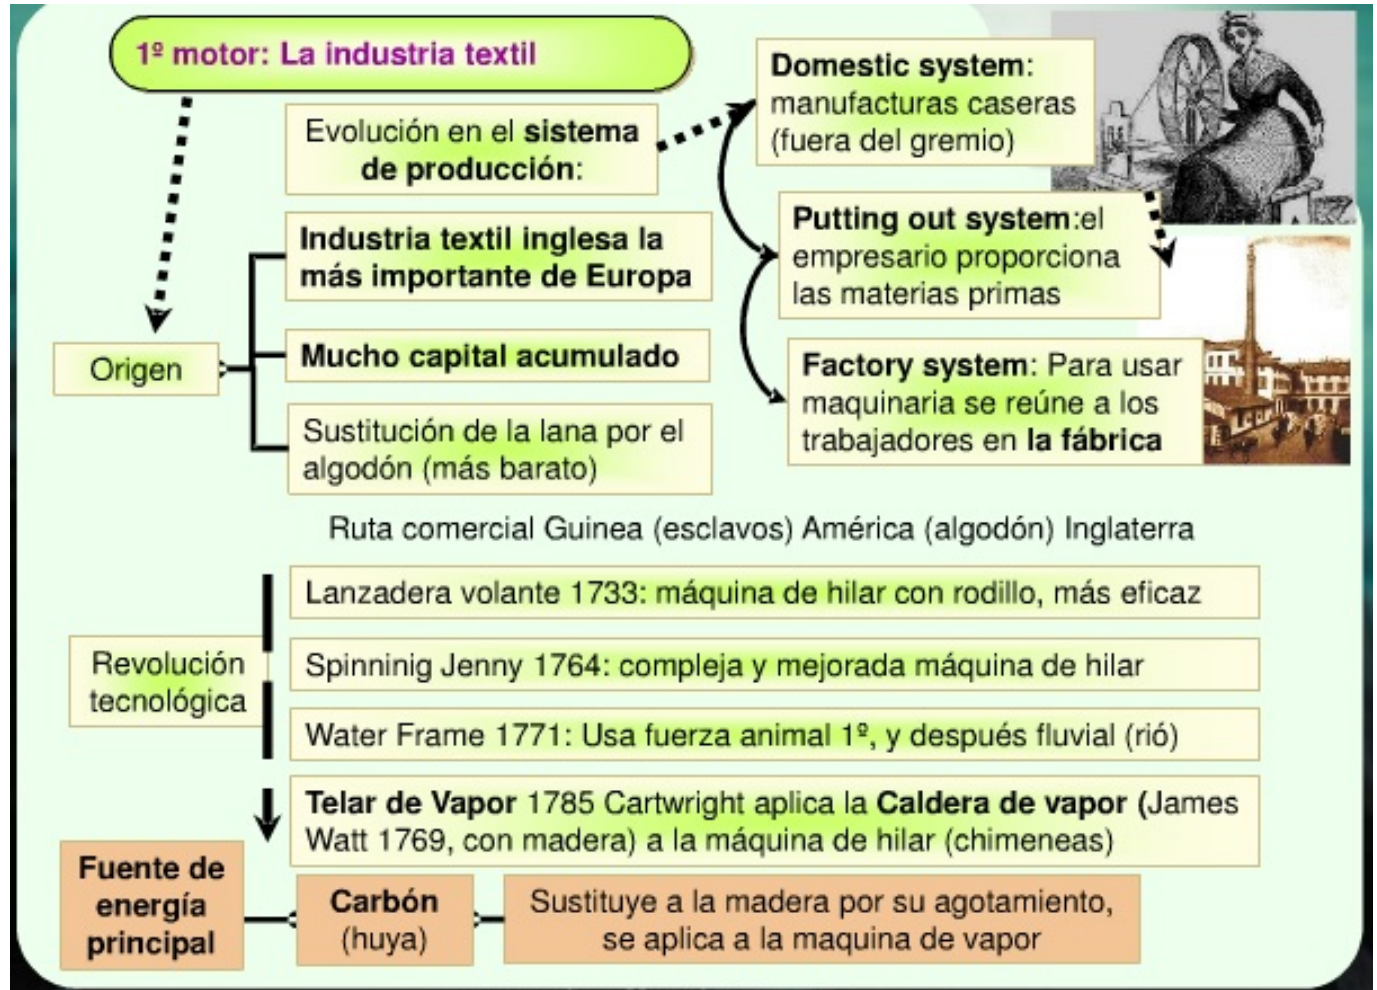 1º motor: La industria textil
Evolución en el sistema
de producción:
Domestic system:
manufacturas caseras
(fuera del gremio)
Putting out system:el
empresario proporciona
las materias primas
Factory system: Para usar
maquinaria se reúne a los
trabajadores en la fábrica
Origen
Industria textil inglesa la
más importante de Europa
Mucho capital acumulado
Sustitución de la lana por el
algodón (más barato)
Ruta comercial Guinea (esclavos) América (algodón) Inglaterra
Revolución
tecnológica
Lanzadera volante 1733: máquina de hilar con rodillo, más eficaz
Spinninig Jenny 1764: compleja y mejorada máquina de hilar
Water Frame 1771: Usa fuerza animal 1º, y después fluvial (rió)
Telar de Vapor 1785 Cartwright aplica la Caldera de vapor (James
Watt 1769, con madera) a la máquina de hilar (chimeneas)
Fuente de
energía
principal
Carbón
(huya)
Sustituye a la madera por su agotamiento,
se aplica a la maquina de vapor